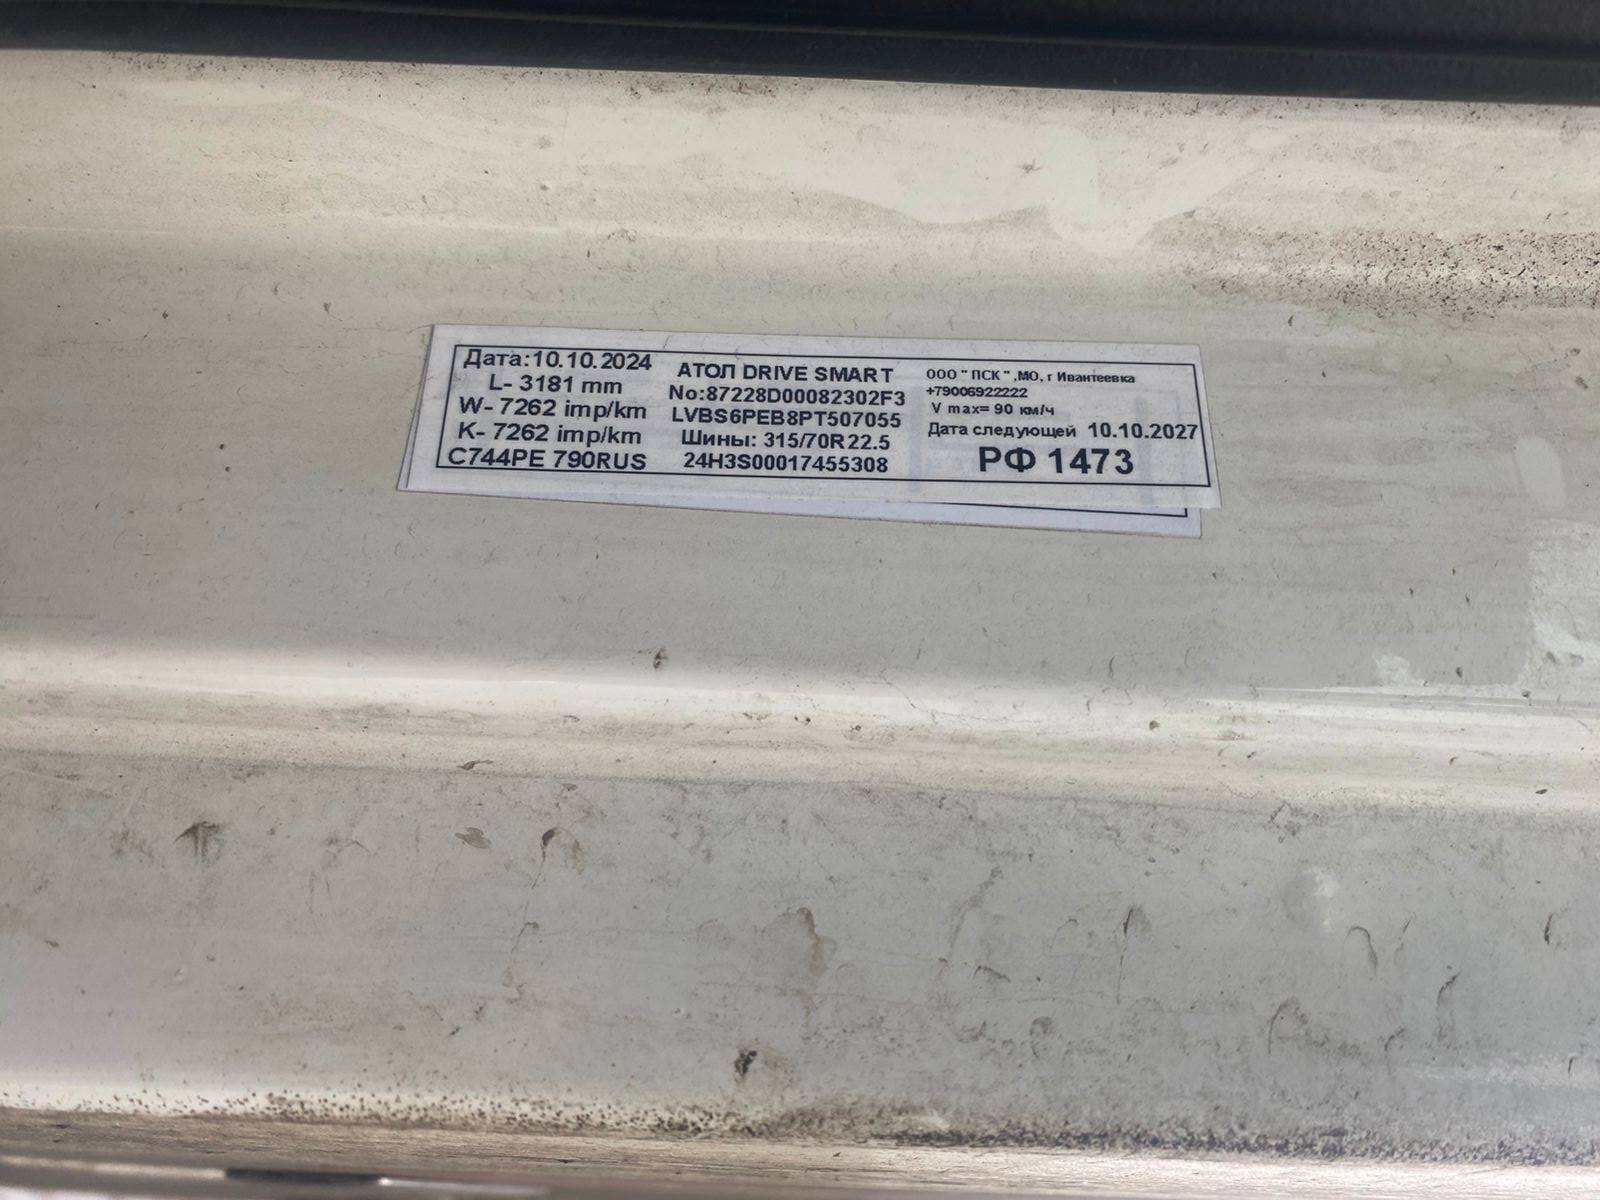 Дата:10.10.2024
L- 3181 mm
W- 7262 imp/km
K- 7262 imp/km
С744РЕ 790RUS
АТОЛ DRIVE SMART
No:87228D00082302F3
LVBS6PEB8PT507055
Шины: 315/70R22.5
24H3S00017455308
ООО " ПСК " ,МО, г Ивантеевка
+79006922222
V max= 90 км/ч
Дата следующей 10.10.2027
РФ 1473